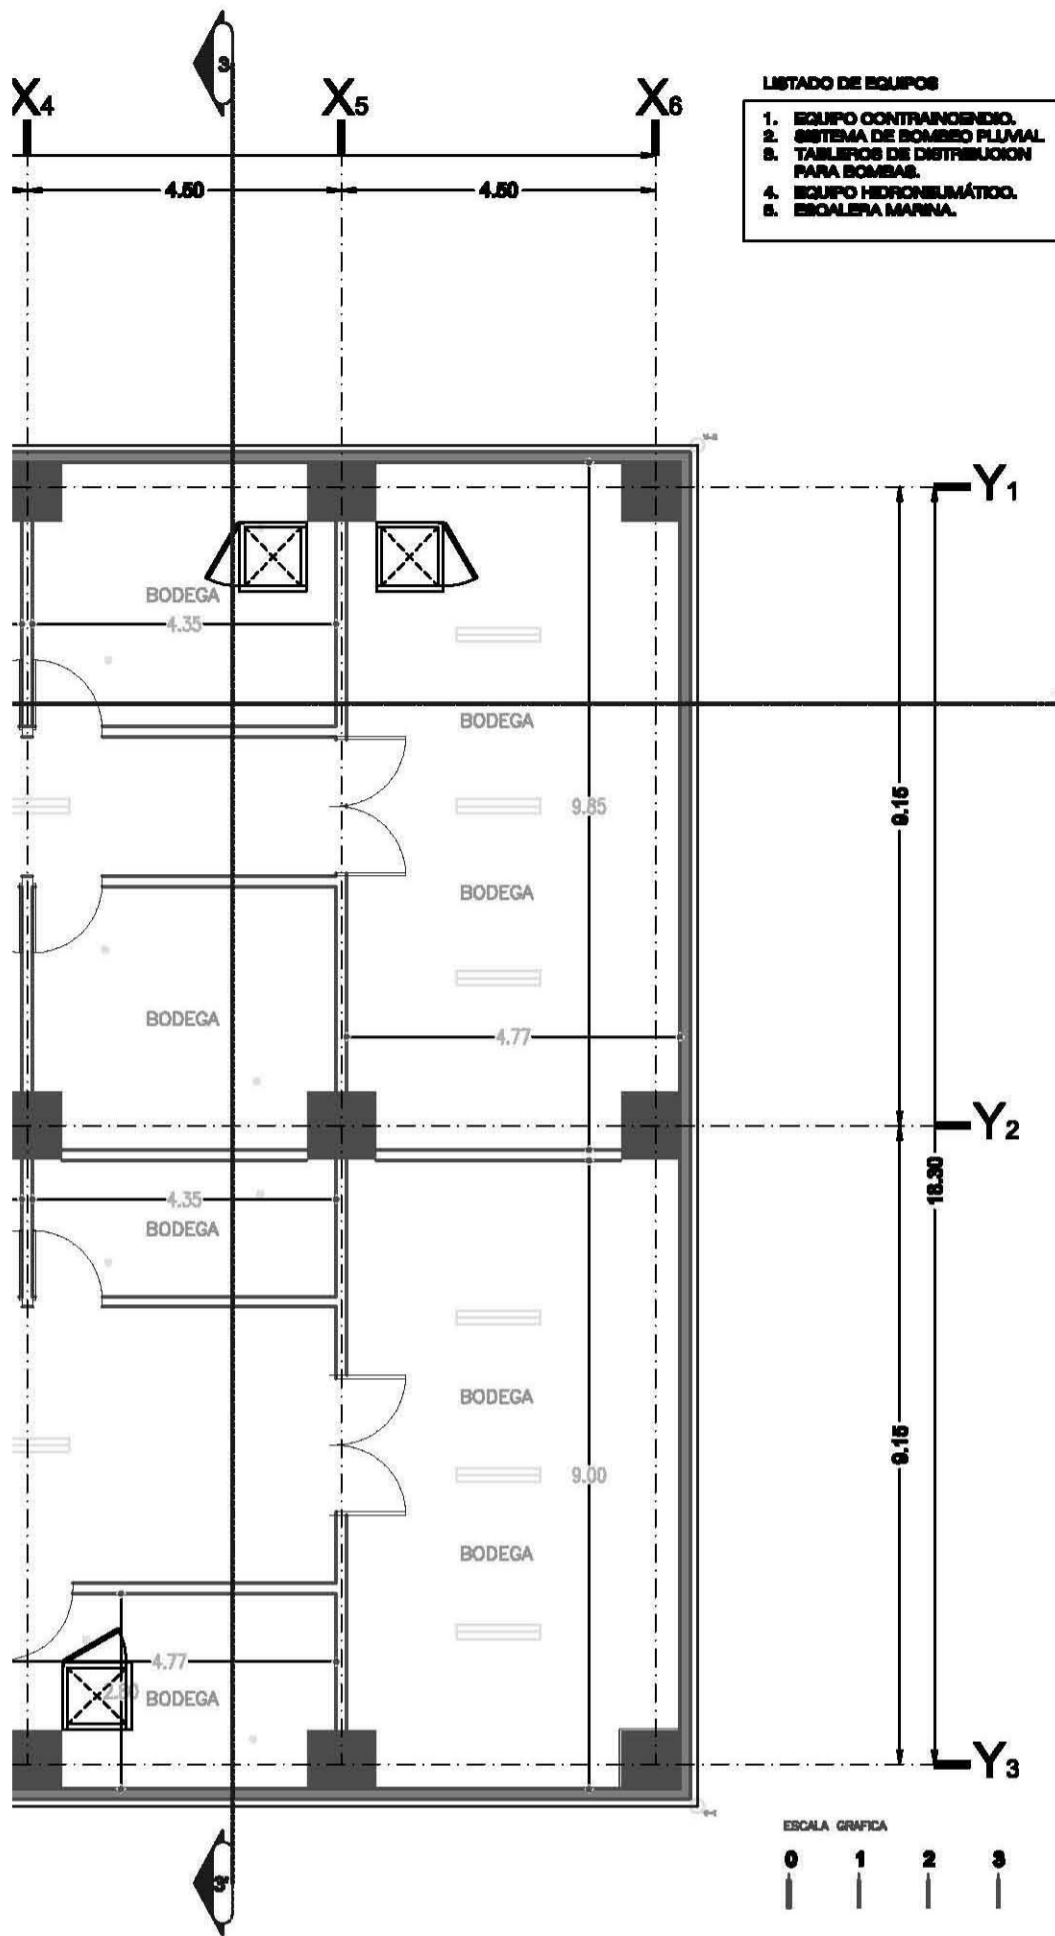 3
X4
X5
X6
4.50
4.50
LISTADO DE EQUIPOS
1. EQUIPO CONTRAINCENDIO.
2. SISTEMA DE BOMBEO PLUVIAL
3. TABLEROS DE DISTRIBUCION
PARA BOMBAS.
4. EQUIPO HIDRONEUMÁTICO.
5. ESCALERA MARINA.
Y1
BODEGA
4.35
BODEGA
9.85
9.15
BODEGA
BODEGA
4.77
Y2
18.30
4.35
BODEGA
BODEGA
9.15
9.00
BODEGA
4.77
2.80
BODEGA
Y3
ESCALA GRAFICA
0 1 2 3
3'